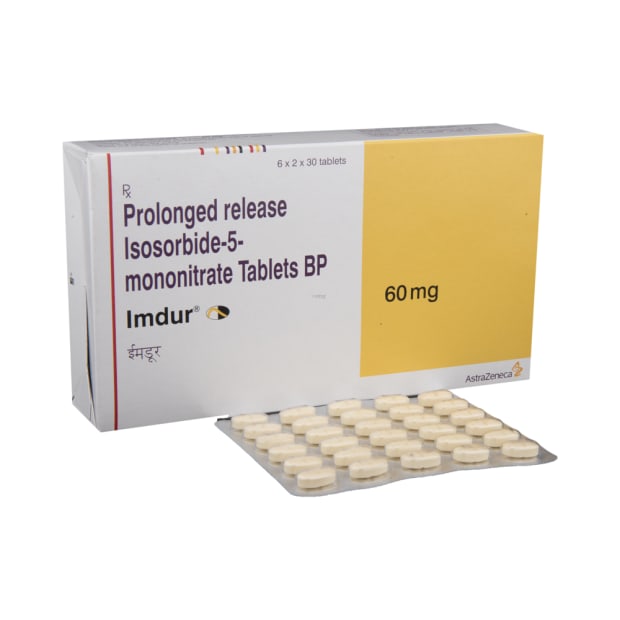 6 x 2 x 30 tablets
Rx
Prolonged release
Isosorbide-5-
mononitrate Tablets BP
Imdur®
ईमडूर
60 mg
AstraZeneca